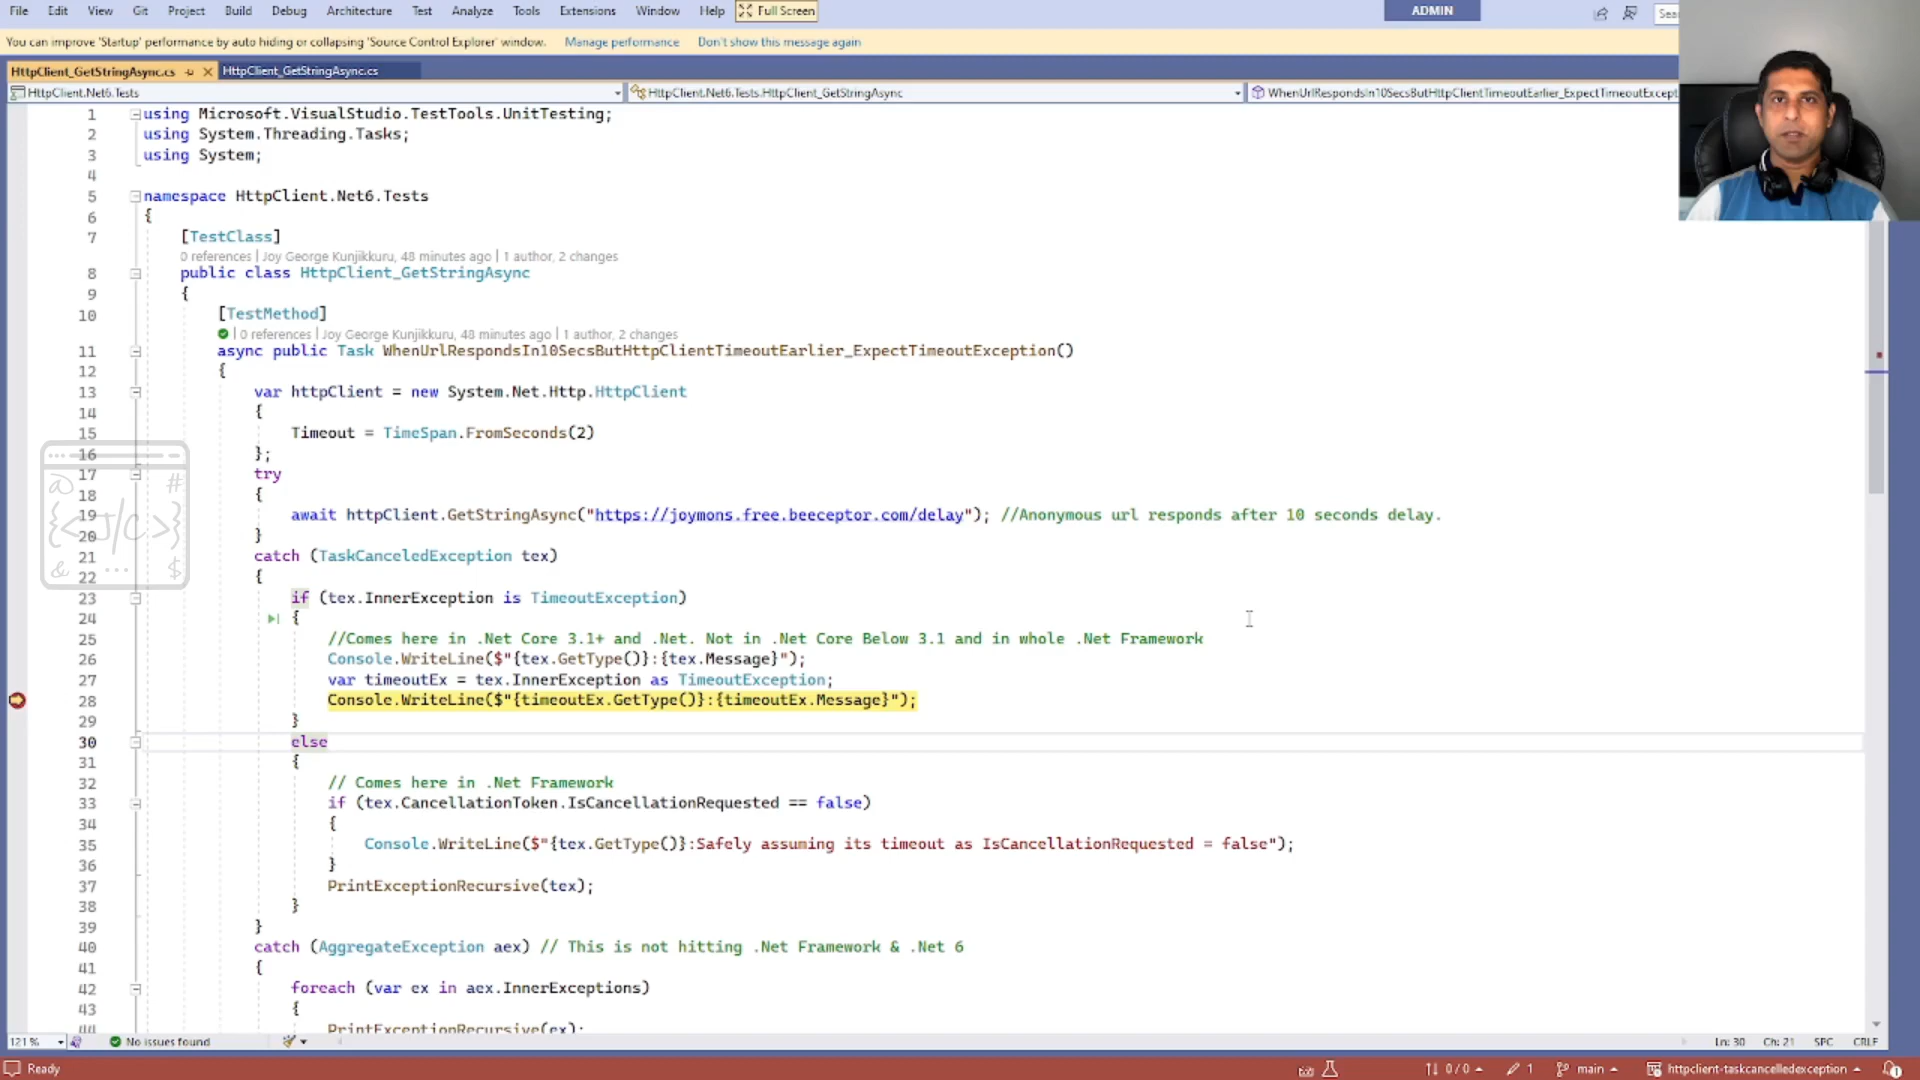 File Edit View Git Project Build Debug Architecture Test Analyze Tools Extensions Window Help Full Screen ADMIN
You can improve 'Startup' performance by auto hiding or collapsing 'Source Control Explorer' window. Manage performance Don't show this message again
HttpClient_GetStringAsync.cs HttpClient_GetStringAsync.cs
HttpClient.Net6.Tests HttpClient.Net6.Tests.HttpClient_GetStringAsync WhenUrlRespondsIn10SecsButHttpClientTimeoutEarlier_ExpectTimeoutExcept
1 using Microsoft.VisualStudio.TestTools.UnitTesting;
2 using System.Threading.Tasks;
3 using System;
4
5 namespace HttpClient.Net6.Tests
6 {
7 [TestClass]
0 references | Joy George Kunjikkuru, 48 minutes ago | 1 author, 2 changes
8 public class HttpClient_GetStringAsync
9 {
10 [TestMethod]
| 0 references | Joy George Kunjikkuru, 48 minutes ago | 1 author, 2 changes
11 async public Task WhenUrlRespondsIn10SecsButHttpClientTimeoutEarlier_ExpectTimeoutException()
12 {
13 var httpClient = new System.Net.Http.HttpClient
14 {
15 Timeout = TimeSpan.FromSeconds(2)
16 };
17 try
18 {
19 await httpClient.GetStringAsync("https://joymons.free.beeceptor.com/delay"); //Anonymous url responds after 10 seconds delay.
20 }
21 catch (TaskCanceledException tex)
22 {
23 if (tex.InnerException is TimeoutException)
24 {
25 //Comes here in .Net Core 3.1+ and .Net. Not in .Net Core Below 3.1 and in whole .Net Framework
26 Console.WriteLine($"{tex.GetType()}:{tex.Message}");
27 var timeoutEx = tex.InnerException as TimeoutException;
28 Console.WriteLine($"{timeoutEx.GetType()}:{timeoutEx.Message}");
29 }
30 else
31 {
32 // Comes here in .Net Framework
33 if (tex.CancellationToken.IsCancellationRequested == false)
34 {
35 Console.WriteLine($"{tex.GetType()}:Safely assuming its timeout as IsCancellationRequested = false");
36 }
37 PrintExceptionRecursive(tex);
38 }
39 }
40 catch (AggregateException aex) // This is not hitting .Net Framework & .Net 6
41 {
42 foreach (var ex in aex.InnerExceptions)
43 {
44 PrintExceptionRecursive(ex);
121 % No issues found Ln: 30 Ch: 21 SPC CRLF
Ready 0 / 0 1 main httpclient-taskcancelledexception 1
@ #
{<J/C>}
& ... $